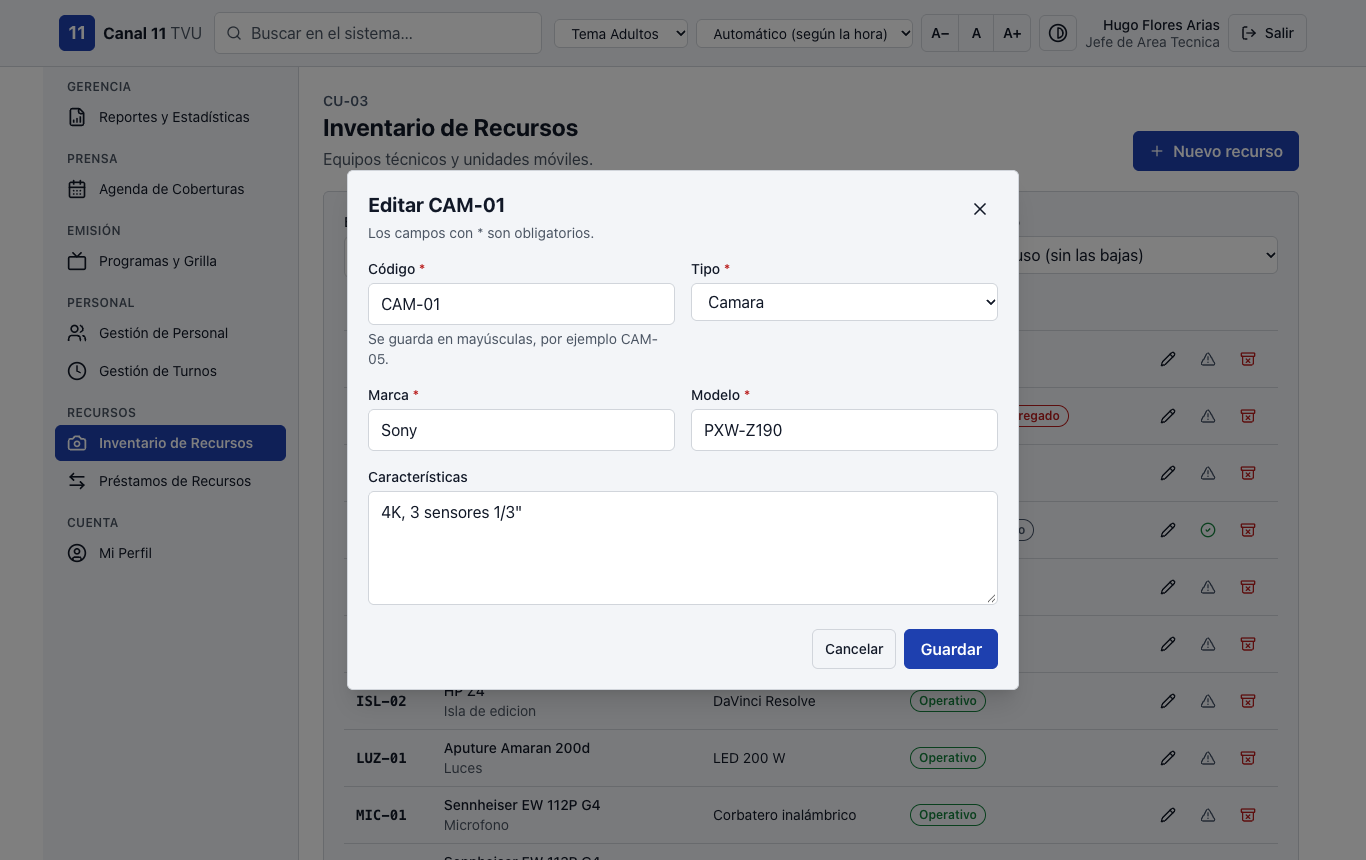 11 Canal 11 TVU
Buscar en el sistema...
Tema Adultos
Automático (según la hora)
A−
A
A+
Hugo Flores Arias
Jefe de Area Tecnica
Salir
GERENCIA
Reportes y Estadísticas
PRENSA
Agenda de Coberturas
EMISIÓN
Programas y Grilla
PERSONAL
Gestión de Personal
Gestión de Turnos
RECURSOS
Inventario de Recursos
Préstamos de Recursos
CUENTA
Mi Perfil
CU-03
Inventario de Recursos
Equipos técnicos y unidades móviles.
+ Nuevo recurso
uso (sin las bajas)
Editar CAM-01
Los campos con * son obligatorios.
Código *
Tipo *
CAM-01
Camara
Se guarda en mayúsculas, por ejemplo CAM-
05.
Marca *
Modelo *
Sony
PXW-Z190
Características
4K, 3 sensores 1/3"
Cancelar
Guardar
ISL-02
HP Z4
Isla de edicion
DaVinci Resolve
Operativo
LUZ-01
Aputure Amaran 200d
Luces
LED 200 W
Operativo
MIC-01
Sennheiser EW 112P G4
Microfono
Corbatero inalámbrico
Operativo